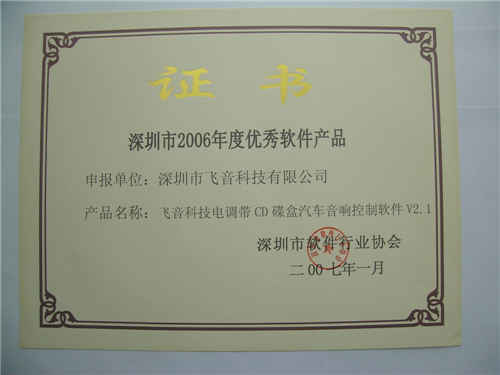 证书
深圳市2006年度优秀软件产品
申报单位：深圳市飞音科技有限公司
产品名称：飞音科技电调带CD碟盒汽车音响控制软件V2.1
深圳市软件行业协会
二00七年一月